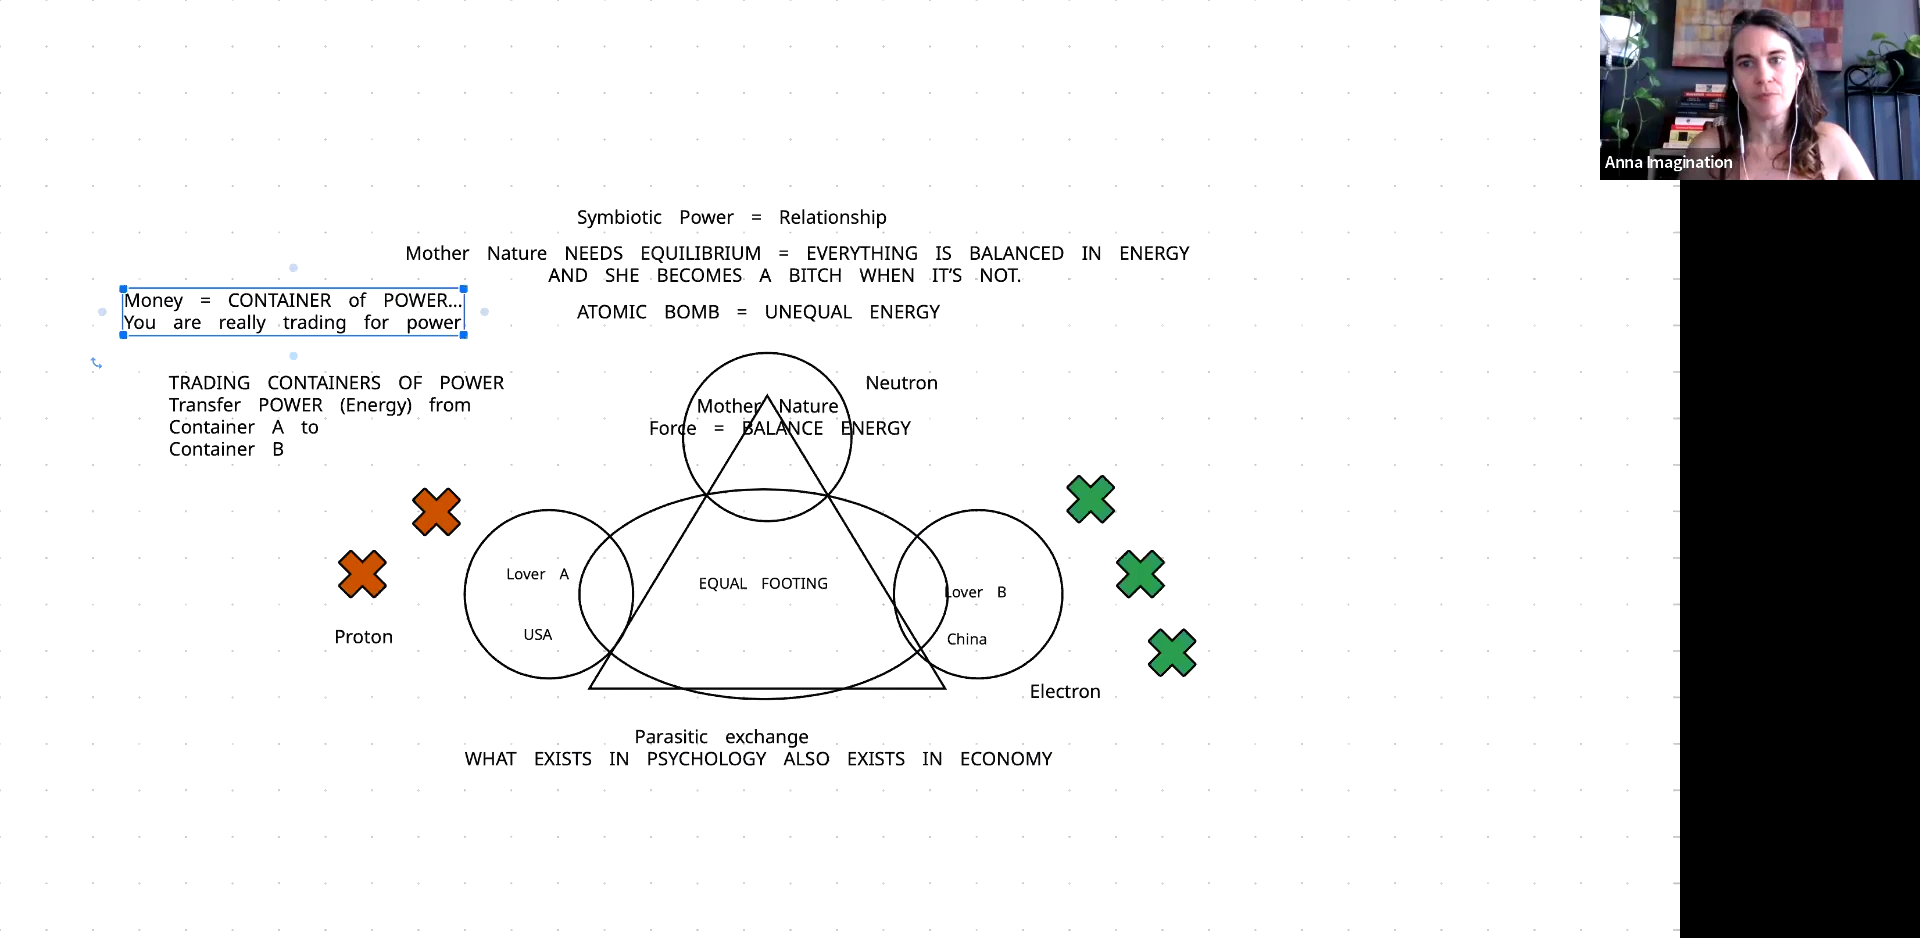 Anna Imagination
Symbiotic Power = Relationship
Mother Nature NEEDS EQUILIBRIUM = EVERYTHING IS BALANCED IN ENERGY
AND SHE BECOMES A BITCH WHEN IT'S NOT.
Money = CONTAINER of POWER...
You are really trading for power
ATOMIC BOMB = UNEQUAL ENERGY
TRADING CONTAINERS OF POWER
Transfer POWER (Energy) from
Container A to
Container B
Neutron
Mother Nature
Force = BALANCE ENERGY
Lover A
USA
EQUAL FOOTING
Lover B
China
Proton
Electron
Parasitic exchange
WHAT EXISTS IN PSYCHOLOGY ALSO EXISTS IN ECONOMY